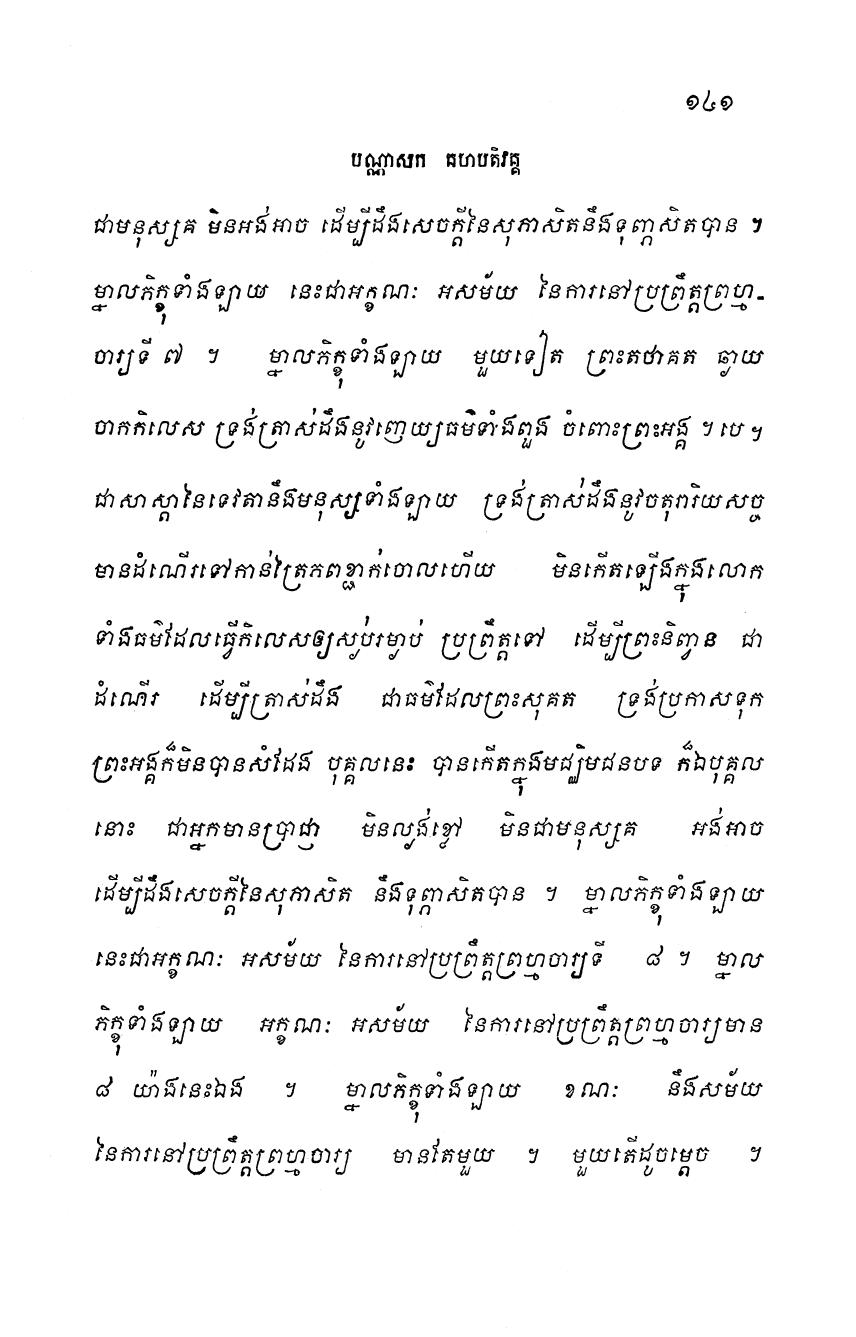 ១៤១
បណ្ណាសក គហបតិវគ្គ
ជាមនុស្សគ មិនអង់អាច ដើម្បីដឹងសេចក្តីនៃសុភាសិតនឹងទុព្ភាសិតបាន ៗ
ម្នាលភិក្ខុទាំងឡាយ នេះជាអក្ខណៈ អសម័យ នៃការនៅប្រព្រឹត្តព្រហ្ម-
ចារ្យទី ៧ ៗ ម្នាលភិក្ខុទាំងឡាយ មួយទៀត ព្រះតថាគត ឆ្ងាយ
ចាកកិលេស ទ្រង់ត្រាស់ដឹងនូវញេយ្យធម៌ទាំងពួង ចំពោះព្រះអង្គ ៗ បេ ៗ
ជាសាស្តានៃទេវតានឹងមនុស្សទាំងឡាយ ទ្រង់ត្រាស់ដឹងនូវចតុរារិយសច្ច
មានដំណើរទៅកាន់ត្រៃភពខ្ជាក់ចោលហើយ មិនកើតឡើងក្នុងលោក
ទាំងធម៌ដែលធ្វើកិលេសឲ្យស្ងប់រម្ងាប់ ប្រព្រឹត្តទៅ ដើម្បីព្រះនិព្វាន ជា
ដំណើរ ដើម្បីត្រាស់ដឹង ជាធម៌ដែលព្រះសុគត ទ្រង់ប្រកាសទុក
ព្រះអង្គក៏មិនបានសំដែង បុគ្គលនេះ បានកើតក្នុងមជ្ឈិមជនបទ ក៏ឯបុគ្គល
នោះ ជាអ្នកមានប្រាជ្ញា មិនល្ងង់ខ្លៅ មិនជាមនុស្សគ អង់អាច
ដើម្បីដឹងសេចក្តីនៃសុភាសិត នឹងទុព្ភាសិតបាន ៗ ម្នាលភិក្ខុទាំងឡាយ
នេះជាអក្ខណៈ អសម័យ នៃការនៅប្រព្រឹត្តព្រហ្មចារ្យទី ៨ ៗ ម្នាល
ភិក្ខុទាំងឡាយ អក្ខណៈ អសម័យ នៃការនៅប្រព្រឹត្តព្រហ្មចារ្យមាន
៨ យ៉ាងនេះឯង ៗ ម្នាលភិក្ខុទាំងឡាយ ខណៈ នឹងសម័យ
នៃការនៅប្រព្រឹត្តព្រហ្មចារ្យ មានតែមួយ ៗ មួយតើដូចម្តេច ៗ